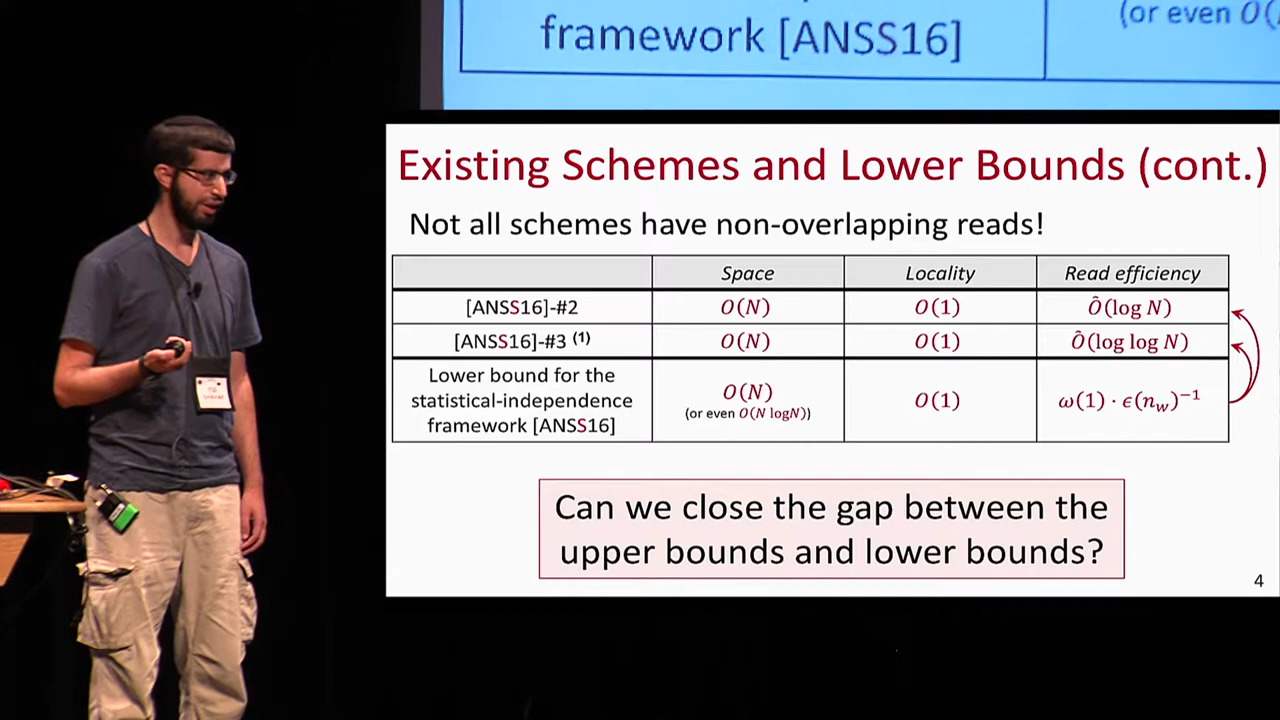 (or even O(
framework [ANSS16]
Existing Schemes and Lower Bounds (cont.)
Not all schemes have non-overlapping reads!
Space Locality Read efficiency
[ANSS16]-#2 O(N) O(1) Õ(log N)
[ANSS16]-#3 (1) O(N) O(1) Õ(log log N)
Lower bound for the
statistical-independence
framework [ANSS16]
O(N)
(or even O(N logN))
O(1)
ω(1) · ϵ(n_w)⁻¹
Can we close the gap between the
upper bounds and lower bounds?
4